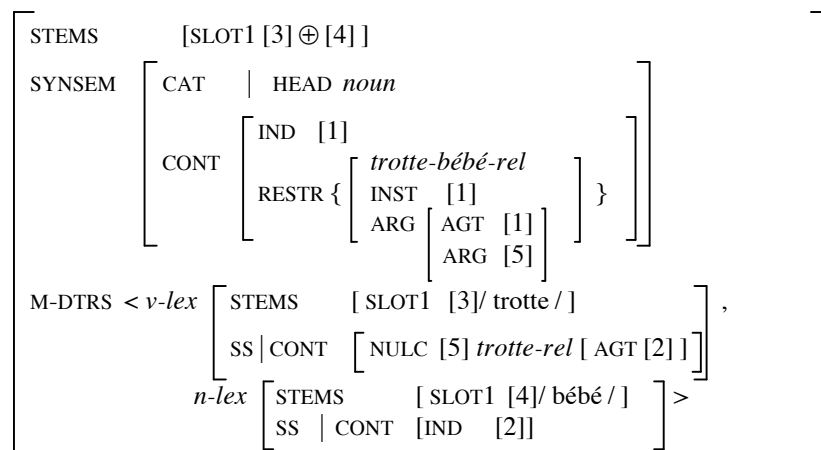 STEMS [SLOT1 [3] ⊕ [4] ]
SYNSEM CAT | HEAD noun
IND [1]
CONT trotte-bébé-rel
RESTR { INST [1] }
ARG AGT [1]
ARG [5]
M-DTRS < v-lex STEMS [ SLOT1 [3]/ trotte / ] ,
SS | CONT [ NULC [5] trotte-rel [ AGT [2] ] ]
n-lex STEMS [ SLOT1 [4]/ bébé / ] >
SS | CONT [IND [2]]